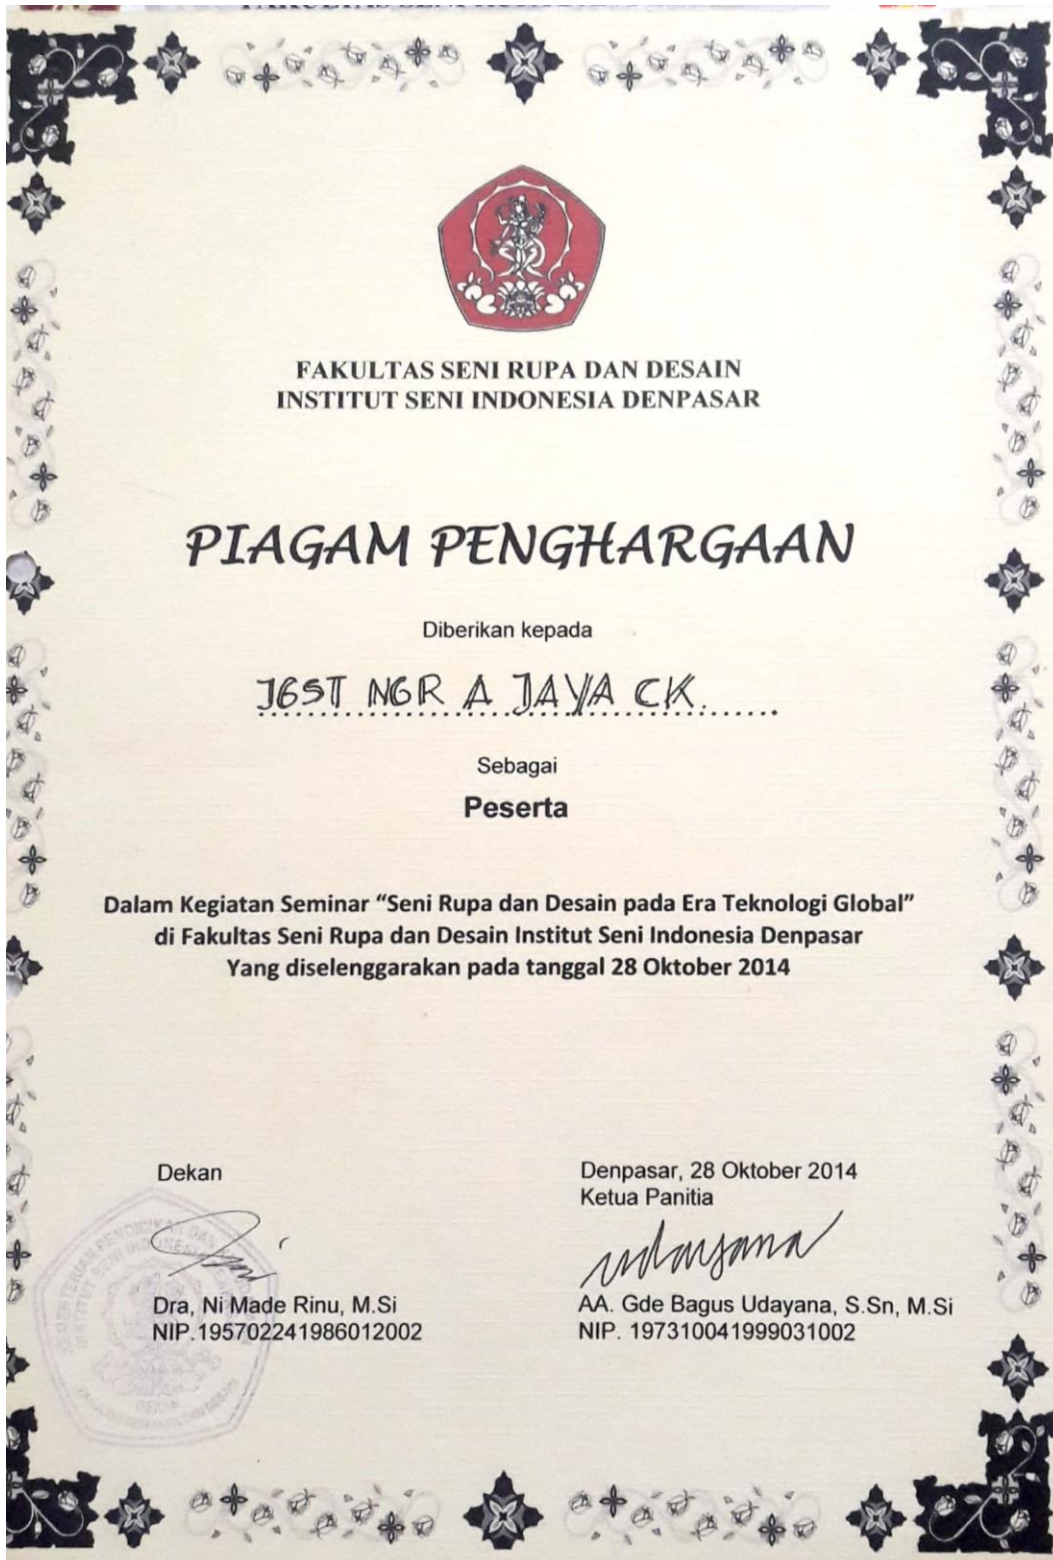 FAKULTAS SENI RUPA DAN DESAIN
INSTITUT SENI INDONESIA DENPASAR
PIAGAM PENGHARGAAN
Diberikan kepada
IGST NGR A JAYA CK.
Sebagai
Peserta
Dalam Kegiatan Seminar “Seni Rupa dan Desain pada Era Teknologi Global”
di Fakultas Seni Rupa dan Desain Institut Seni Indonesia Denpasar
Yang diselenggarakan pada tanggal 28 Oktober 2014
Dekan
Dra, Ni Made Rinu, M.Si
NIP.195702241986012002
Denpasar, 28 Oktober 2014
Ketua Panitia
udayana
AA. Gde Bagus Udayana, S.Sn, M.Si
NIP. 197310041999031002